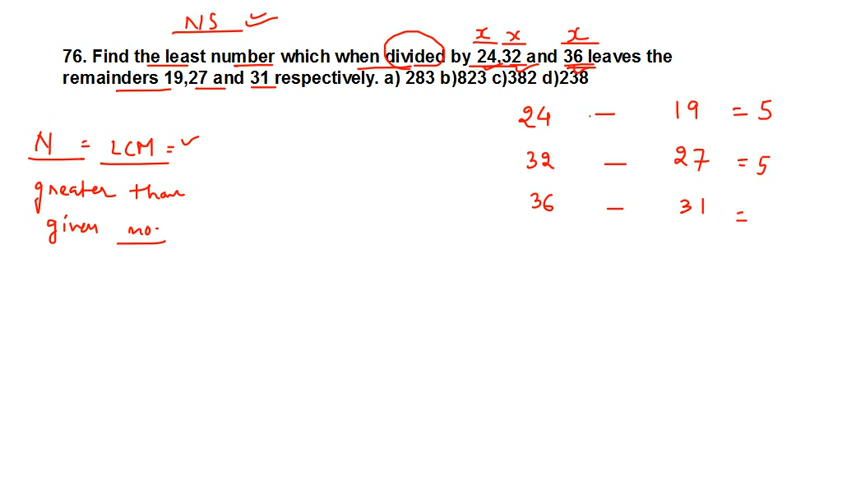 NS
x x x
76. Find the least number which when divided by 24,32 and 36 leaves the
remainders 19,27 and 31 respectively. a) 283 b)823 c)382 d)238
24 - 19 = 5
N = LCM =
32 - 27 = 5
greater than
36 - 31 =
given no.